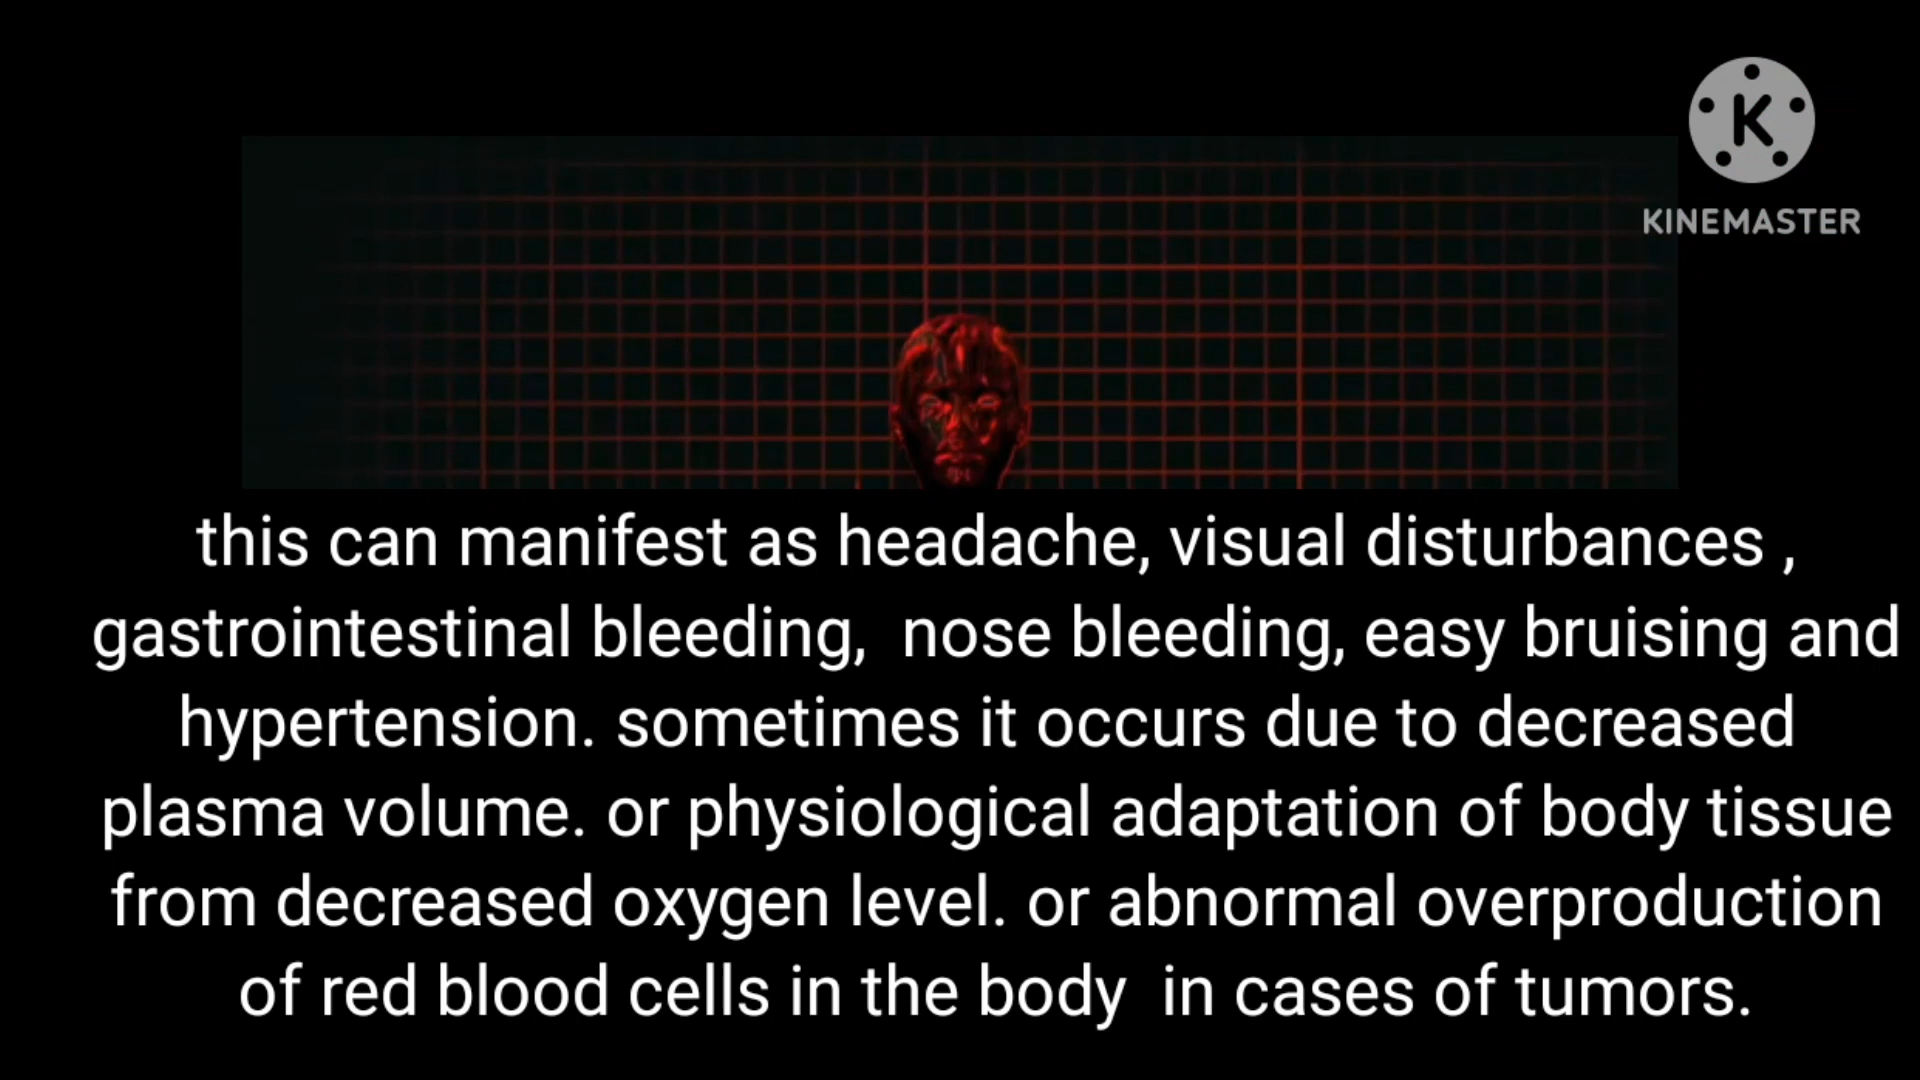 K
KINEMASTER
this can manifest as headache, visual disturbances ,
gastrointestinal bleeding,  nose bleeding, easy bruising and
hypertension. sometimes it occurs due to decreased
plasma volume. or physiological adaptation of body tissue
from decreased oxygen level. or abnormal overproduction
of red blood cells in the body  in cases of tumors.